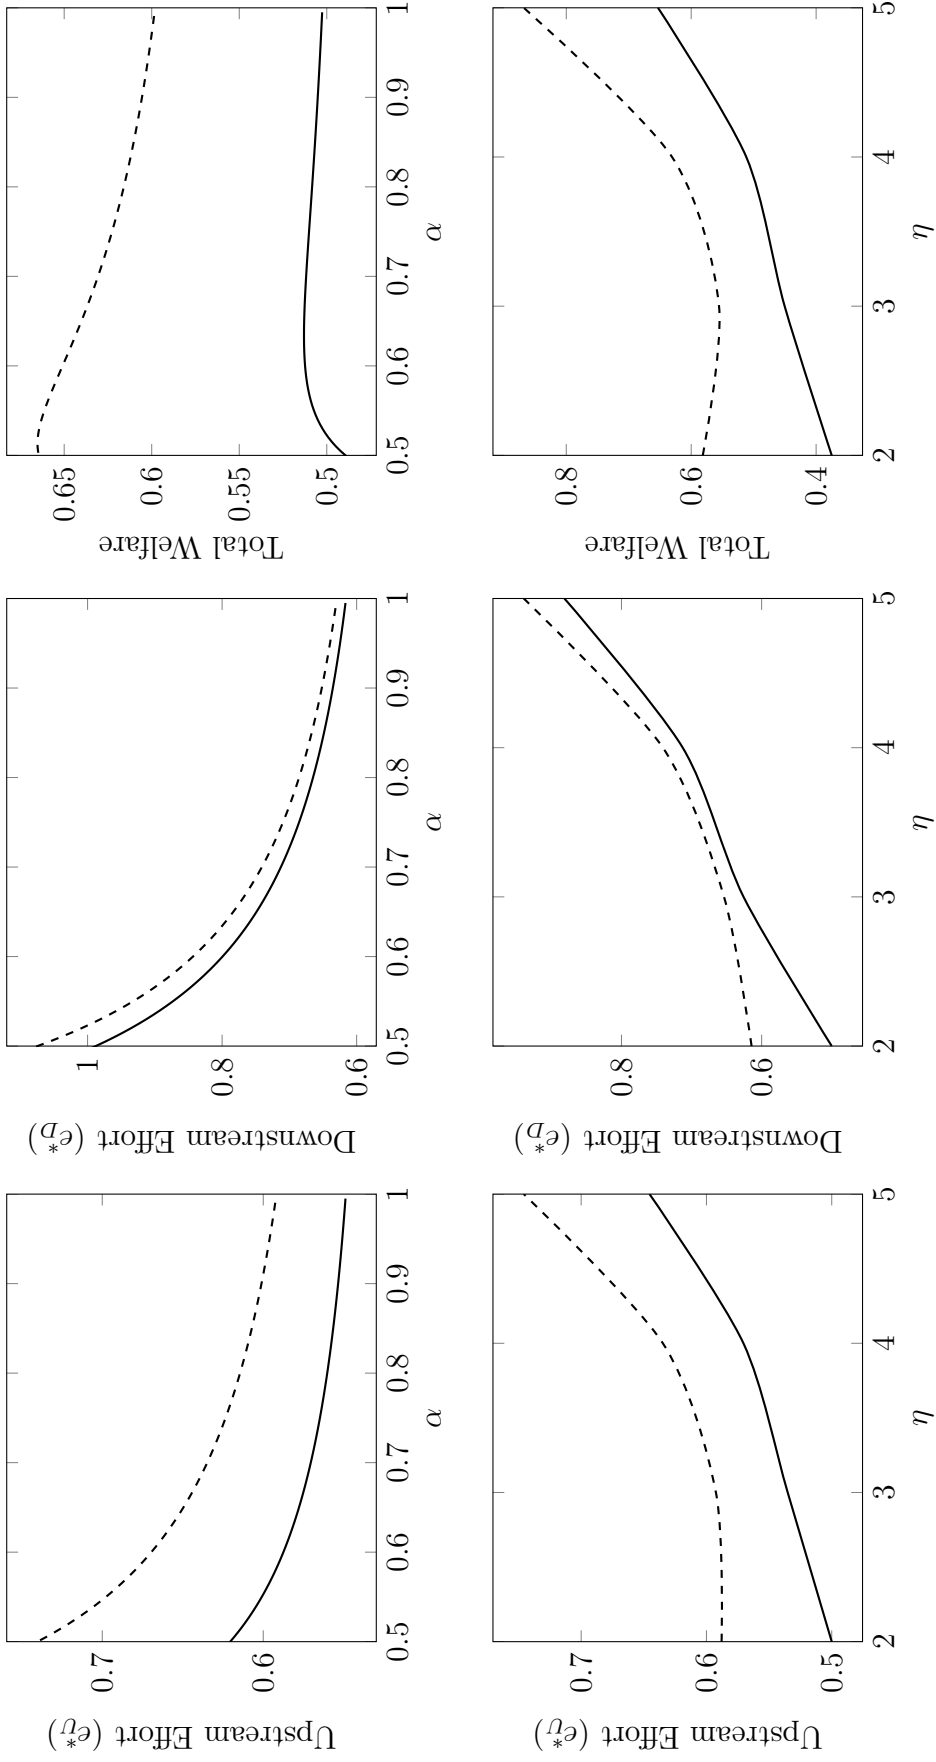 Upstream Effort (e*_U)
0.7
0.6
0.5 0.6 0.7 0.8 0.9 1
α
Downstream Effort (e*_D)
1
0.8
0.6
0.5 0.6 0.7 0.8 0.9 1
α
Total Welfare
0.65
0.6
0.55
0.5
0.5 0.6 0.7 0.8 0.9 1
α
Upstream Effort (e*_U)
0.7
0.6
0.5
2 3 4 5
η
Downstream Effort (e*_D)
0.8
0.6
2 3 4 5
η
Total Welfare
0.8
0.6
0.4
2 3 4 5
η